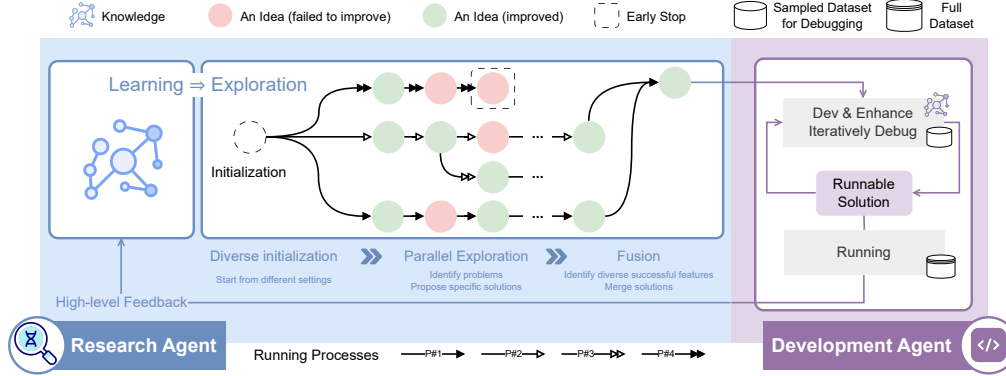 Knowledge
An Idea (failed to improve)
An Idea (improved)
Early Stop
Sampled Dataset
for Debugging
Full
Dataset
Learning ⇒ Exploration
Initialization
...
...
...
Dev & Enhance
Iteratively Debug
Runnable
Solution
Running
Diverse initialization
Start from different settings
Parallel Exploration
Identify problems
Propose specific solutions
Fusion
Identify diverse successful features
Merge solutions
High-level Feedback
Research Agent
Running Processes
P#1
P#2
P#3
P#4
Development Agent
</>